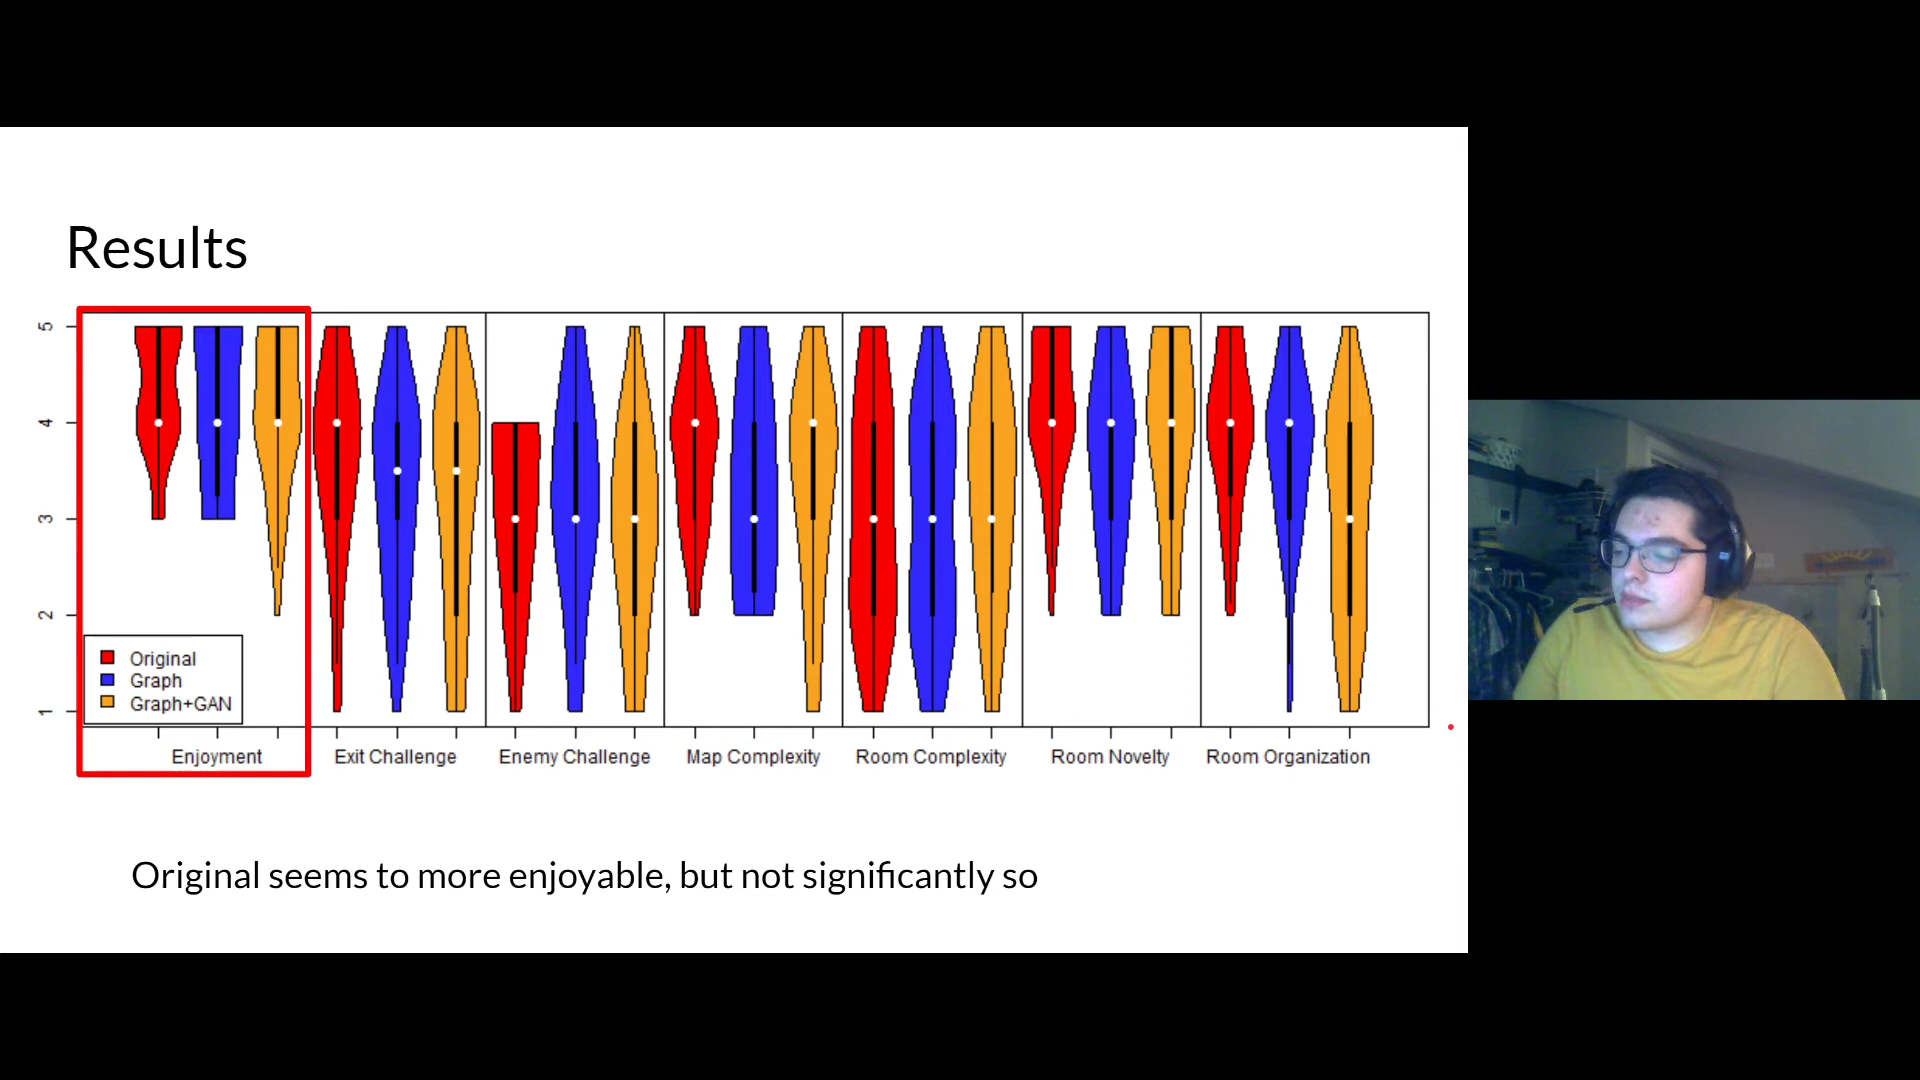 Results
5
4
3
2
1
Original
Graph
Graph+GAN
Enjoyment
Exit Challenge
Enemy Challenge
Map Complexity
Room Complexity
Room Novelty
Room Organization
Original seems to more enjoyable, but not significantly so